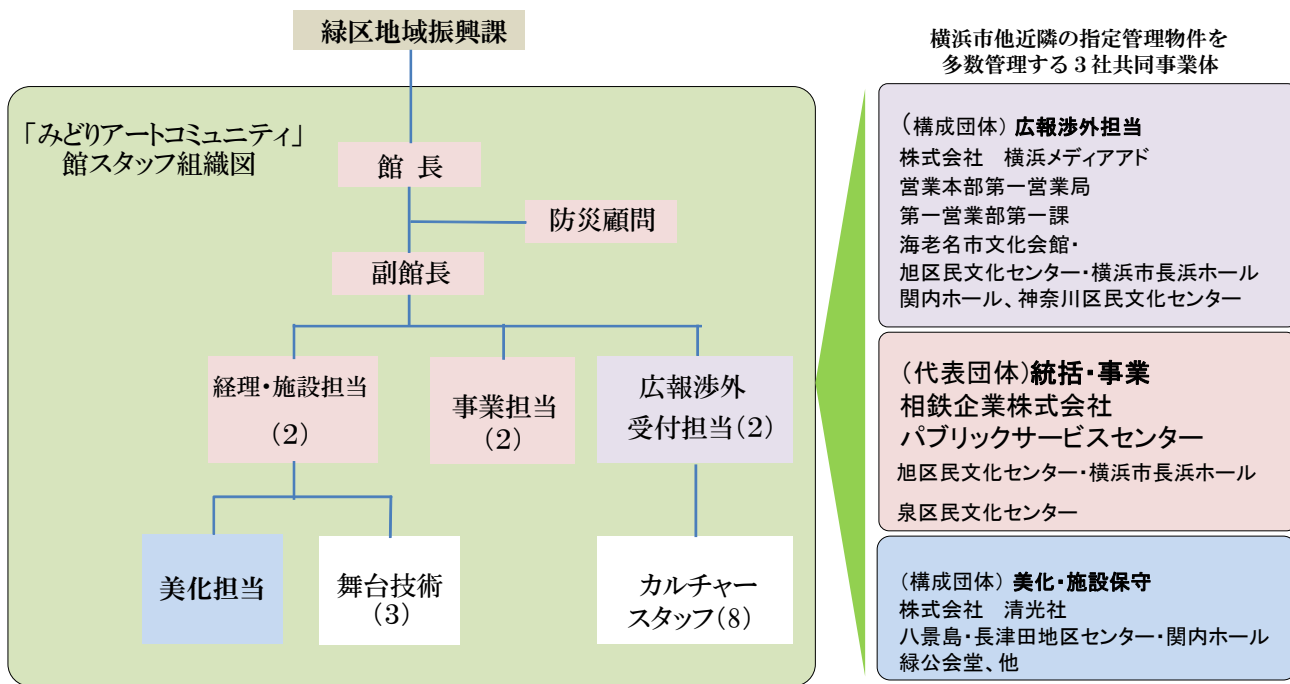 緑区地域振興課
「みどりアートコミュニティ」
館スタッフ組織図
館 長
防災顧問
副館長
経理・施設担当
(2)
事業担当
(2)
広報渉外
受付担当(2)
美化担当
舞台技術
(3)
カルチャー
スタッフ(8)
横浜市他近隣の指定管理物件を
多数管理する3社共同事業体
(構成団体) 広報渉外担当
株式会社 横浜メディアアド
営業本部第一営業局
第一営業部第一課
海老名市文化会館・
旭区民文化センター・横浜市長浜ホール
関内ホール、神奈川区民文化センター
(代表団体)統括・事業
相鉄企業株式会社
パブリックサービスセンター
旭区民文化センター・横浜市長浜ホール
泉区民文化センター
(構成団体) 美化・施設保守
株式会社 清光社
八景島・長津田地区センター・関内ホール
緑公会堂、他